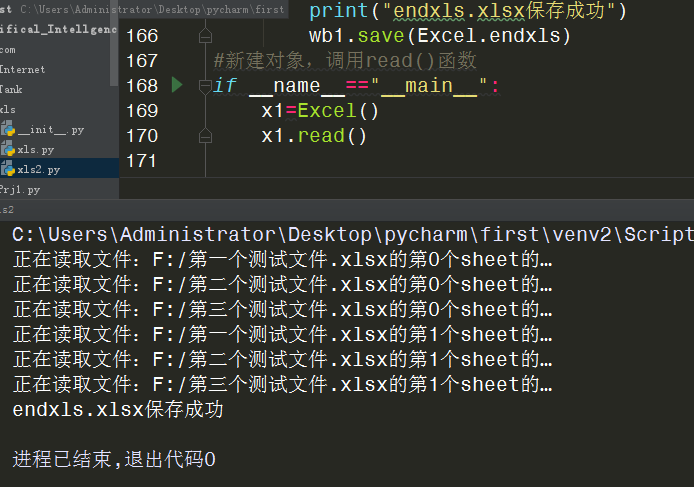 st C:\Users\Administrator\Desktop\pycharm\first
ifical_Intellgenc
com
Internet
Tank
xls
__init__.py
xls.py
xls2.py
Prj1.py
print("endxls.xlsx保存成功")
166 wb1.save(Excel.endxls)
167 #新建对象，调用read()函数
168 if __name__=="__main__":
169 x1=Excel()
170 x1.read()
171
ls2
C:\Users\Administrator\Desktop\pycharm\first\venv2\Script
正在读取文件：F:/第一个测试文件.xlsx的第0个sheet的…
正在读取文件：F:/第二个测试文件.xlsx的第0个sheet的…
正在读取文件：F:/第三个测试文件.xlsx的第0个sheet的…
正在读取文件：F:/第一个测试文件.xlsx的第1个sheet的…
正在读取文件：F:/第二个测试文件.xlsx的第1个sheet的…
正在读取文件：F:/第三个测试文件.xlsx的第1个sheet的…
endxls.xlsx保存成功
进程已结束,退出代码0